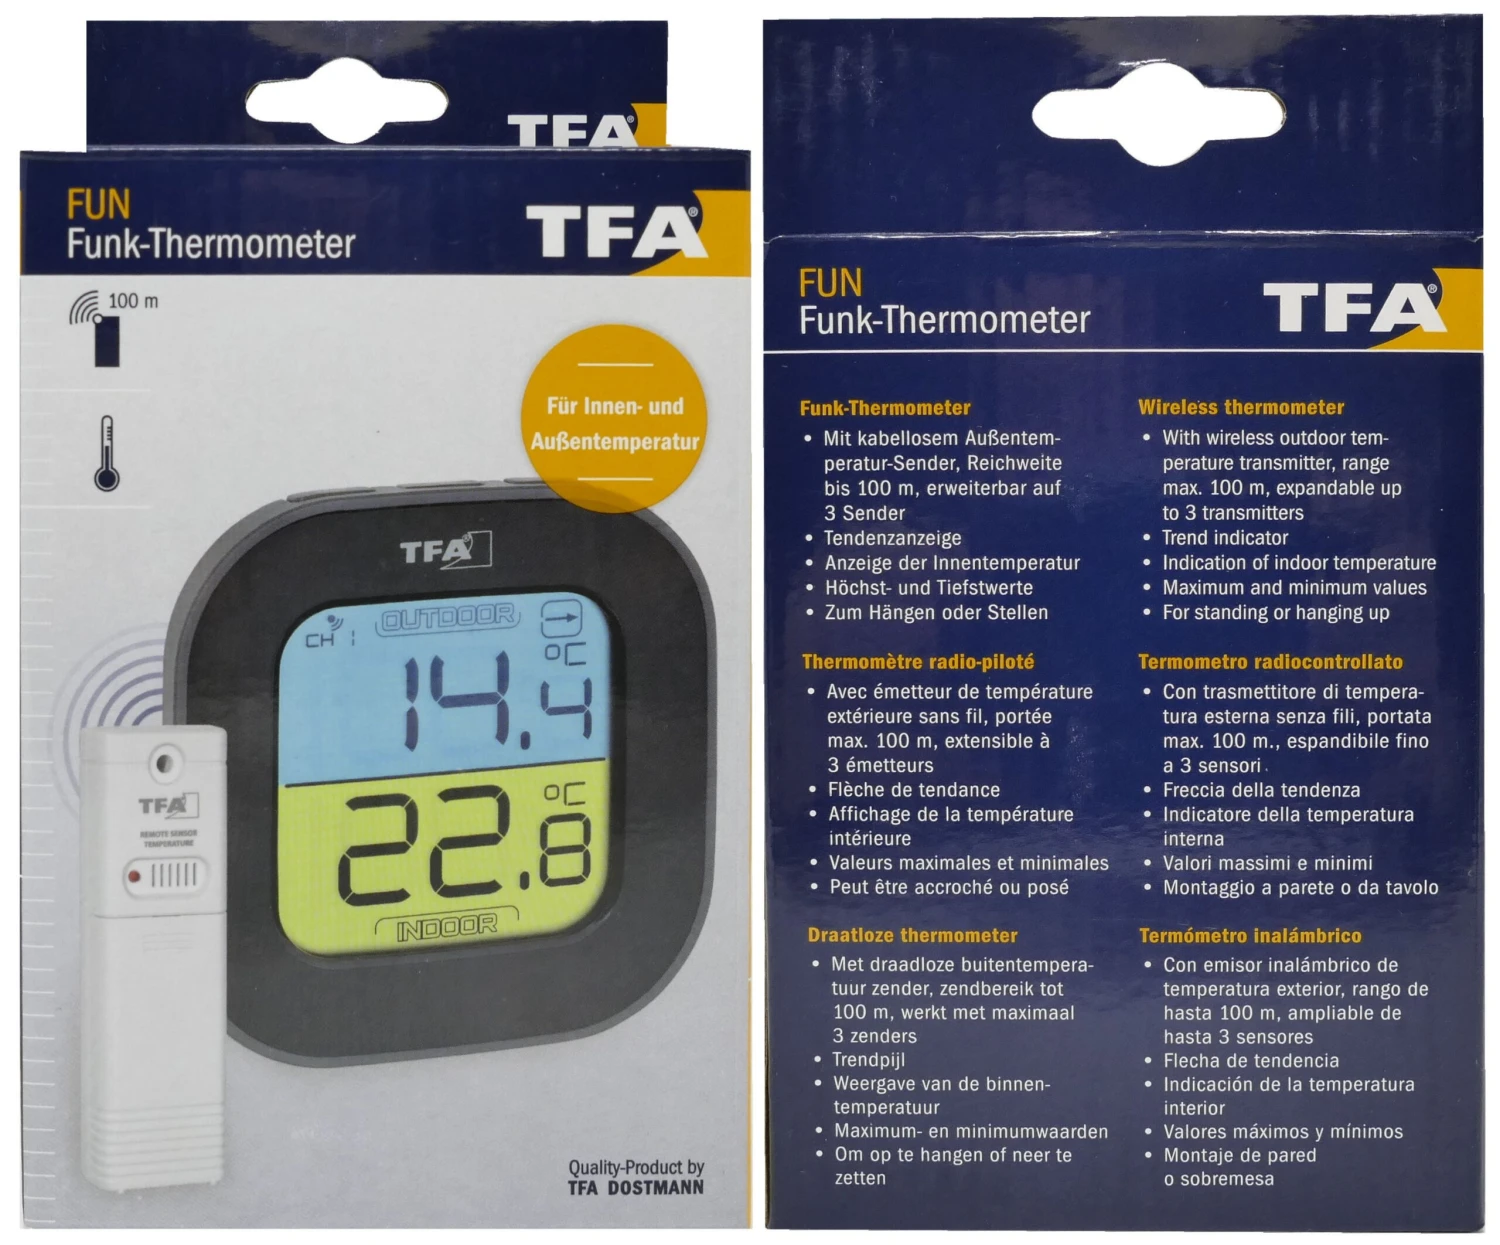 TFA®
FUN
Funk-Thermometer
TFA®
100 m
Für Innen- und
Außentemperatur
TFA
CH 1
OUTDOOR
14.4 °C
22.8 °C
INDOOR
TFA
REMOTE SENSOR
TEMPERATURE
Quality-Product by
TFA DOSTMANN
FUN
Funk-Thermometer
TFA®
Funk-Thermometer
• Mit kabellosem Außentem-
peratur-Sender, Reichweite
bis 100 m, erweiterbar auf
3 Sender
• Tendenzanzeige
• Anzeige der Innentemperatur
• Höchst- und Tiefstwerte
• Zum Hängen oder Stellen
Wireless thermometer
• With wireless outdoor tem-
perature transmitter, range
max. 100 m, expandable up
to 3 transmitters
• Trend indicator
• Indication of indoor temperature
• Maximum and minimum values
• For standing or hanging up
Thermomètre radio-piloté
• Avec émetteur de température
extérieure sans fil, portée
max. 100 m, extensible à
3 émetteurs
• Flèche de tendance
• Affichage de la température
intérieure
• Valeurs maximales et minimales
• Peut être accroché ou posé
Termometro radiocontrollato
• Con trasmettitore di tempera-
tura esterna senza fili, portata
max. 100 m., espandibile fino
a 3 sensori.
• Freccia della tendenza
• Indicatore della temperatura
interna
• Valori massimi e minimi
• Montaggio a parete o da tavolo
Draatloze thermometer
• Met draadloze buitentempera-
tuur zender, zendbereik tot
100 m, werkt met maximaal
3 zenders
• Trendpijl
• Weergave van de binnen-
temperatuur
• Maximum- en minimumwaarden
• Om op te hangen of neer te
zetten
Termómetro inalámbrico
• Con emisor inalámbrico de
temperatura exterior, rango de
hasta 100 m, ampliable de
hasta 3 sensores
• Flecha de tendencia
• Indicación de la temperatura
interior
• Valores máximos y mínimos
• Montaje de pared
o sobremesa